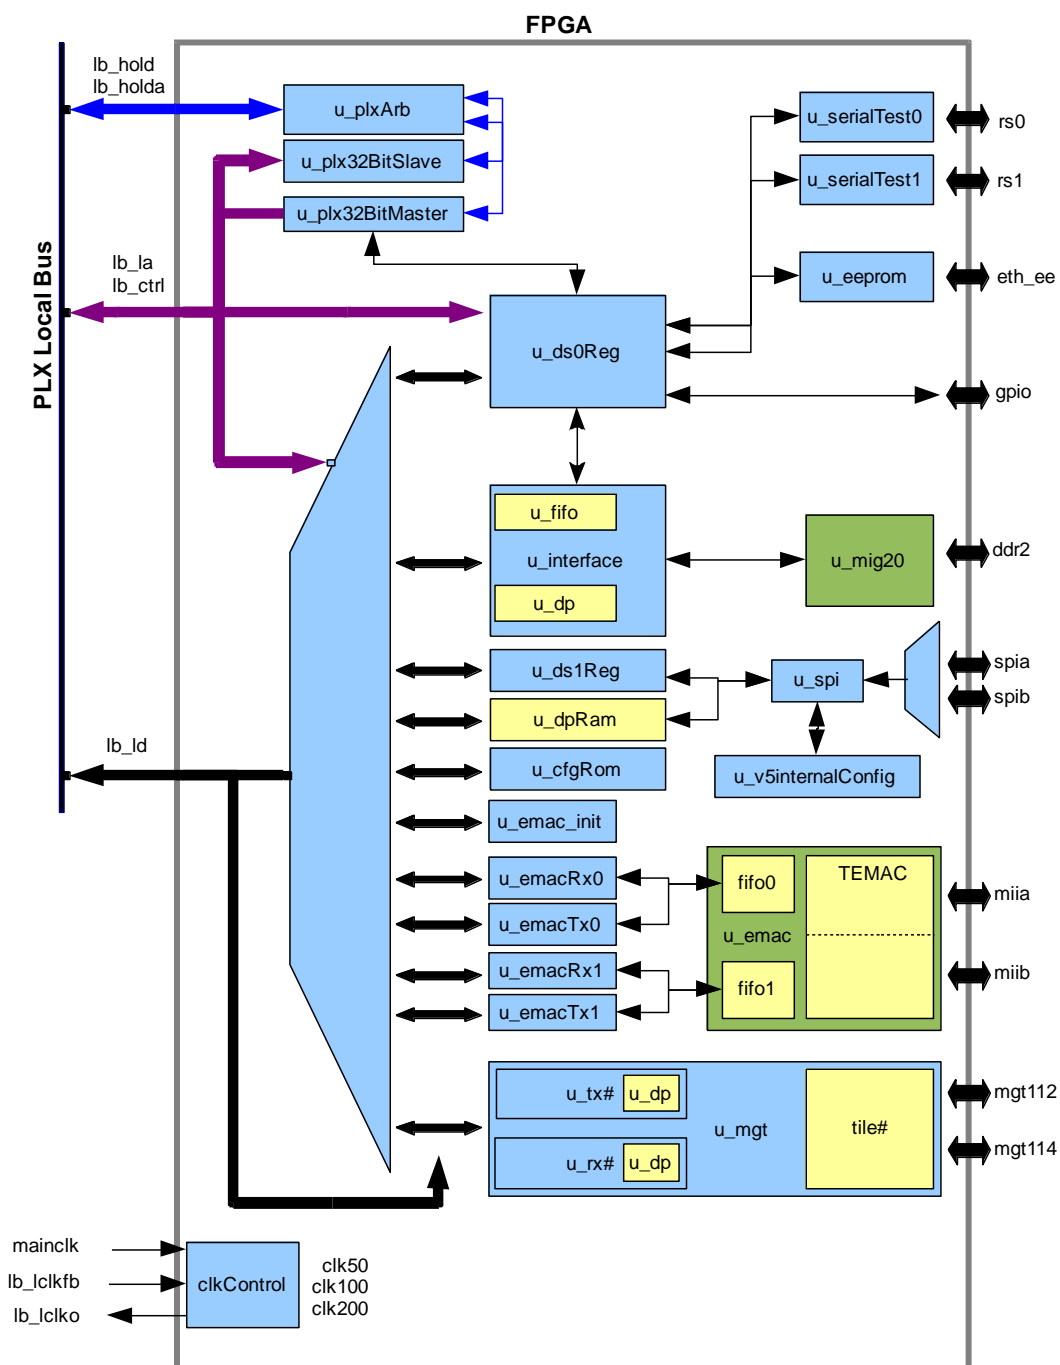 FPGA
lb_hold
lb_holda
u_plxArb
u_serialTest0
rs0
u_plx32BitSlave
u_serialTest1
rs1
u_plx32BitMaster
PLX Local Bus
lb_la
lb_ctrl
u_eeprom
eth_ee
u_ds0Reg
gpio
u_fifo
u_interface
u_mig20
ddr2
u_dp
u_ds1Reg
u_spi
spia
spib
u_dpRam
lb_ld
u_cfgRom
u_v5internalConfig
u_emac_init
u_emacRx0
fifo0
TEMAC
miia
u_emacTx0
u_emac
u_emacRx1
fifo1
miib
u_emacTx1
u_tx#
u_dp
mgt112
u_mgt
tile#
u_rx#
u_dp
mgt114
mainclk
lb_lclkfb
lb_lclko
clkControl
clk50
clk100
clk200